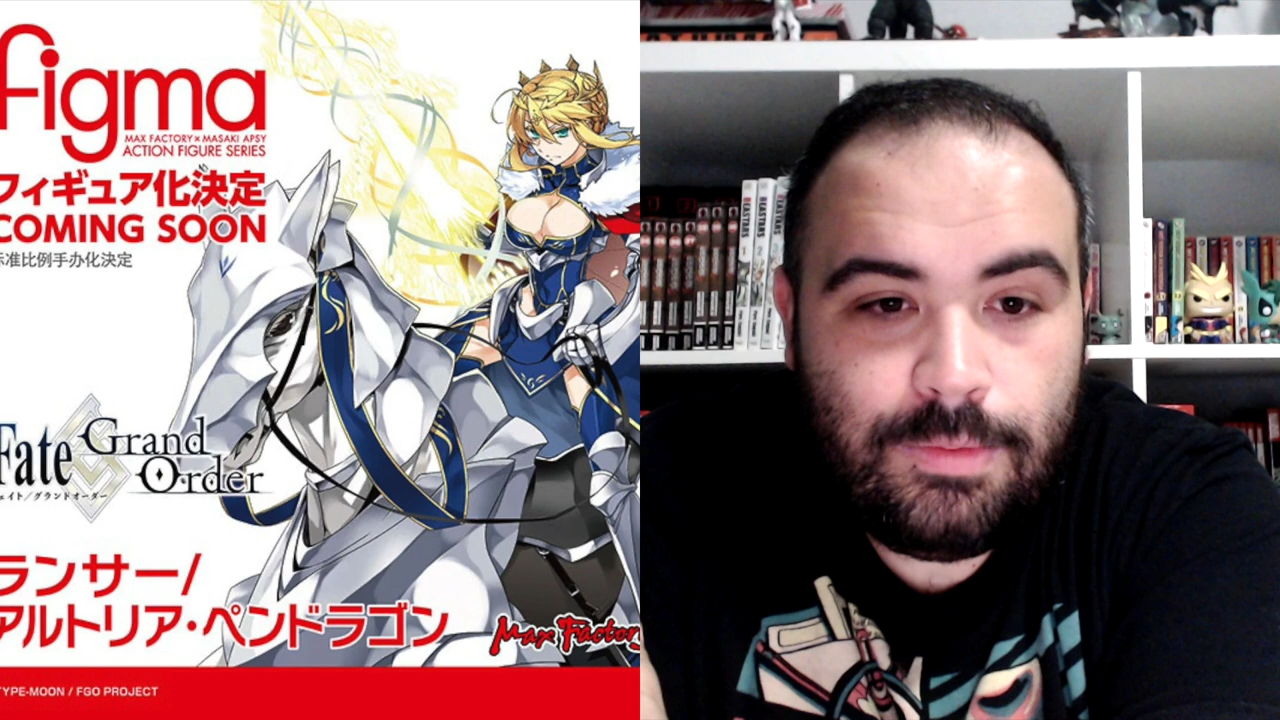 figma
MAX FACTORY × MASAKI APSY
ACTION FIGURE SERIES
フィギュア化決定
COMING SOON
标准比例手办化決定
Fate
Grand
Order
ェイト/グランドオーダー
ランサー/
アルトリア・ペンドラゴン
Max Factory
TYPE-MOON / FGO PROJECT
BEASTARS
BEASTARS